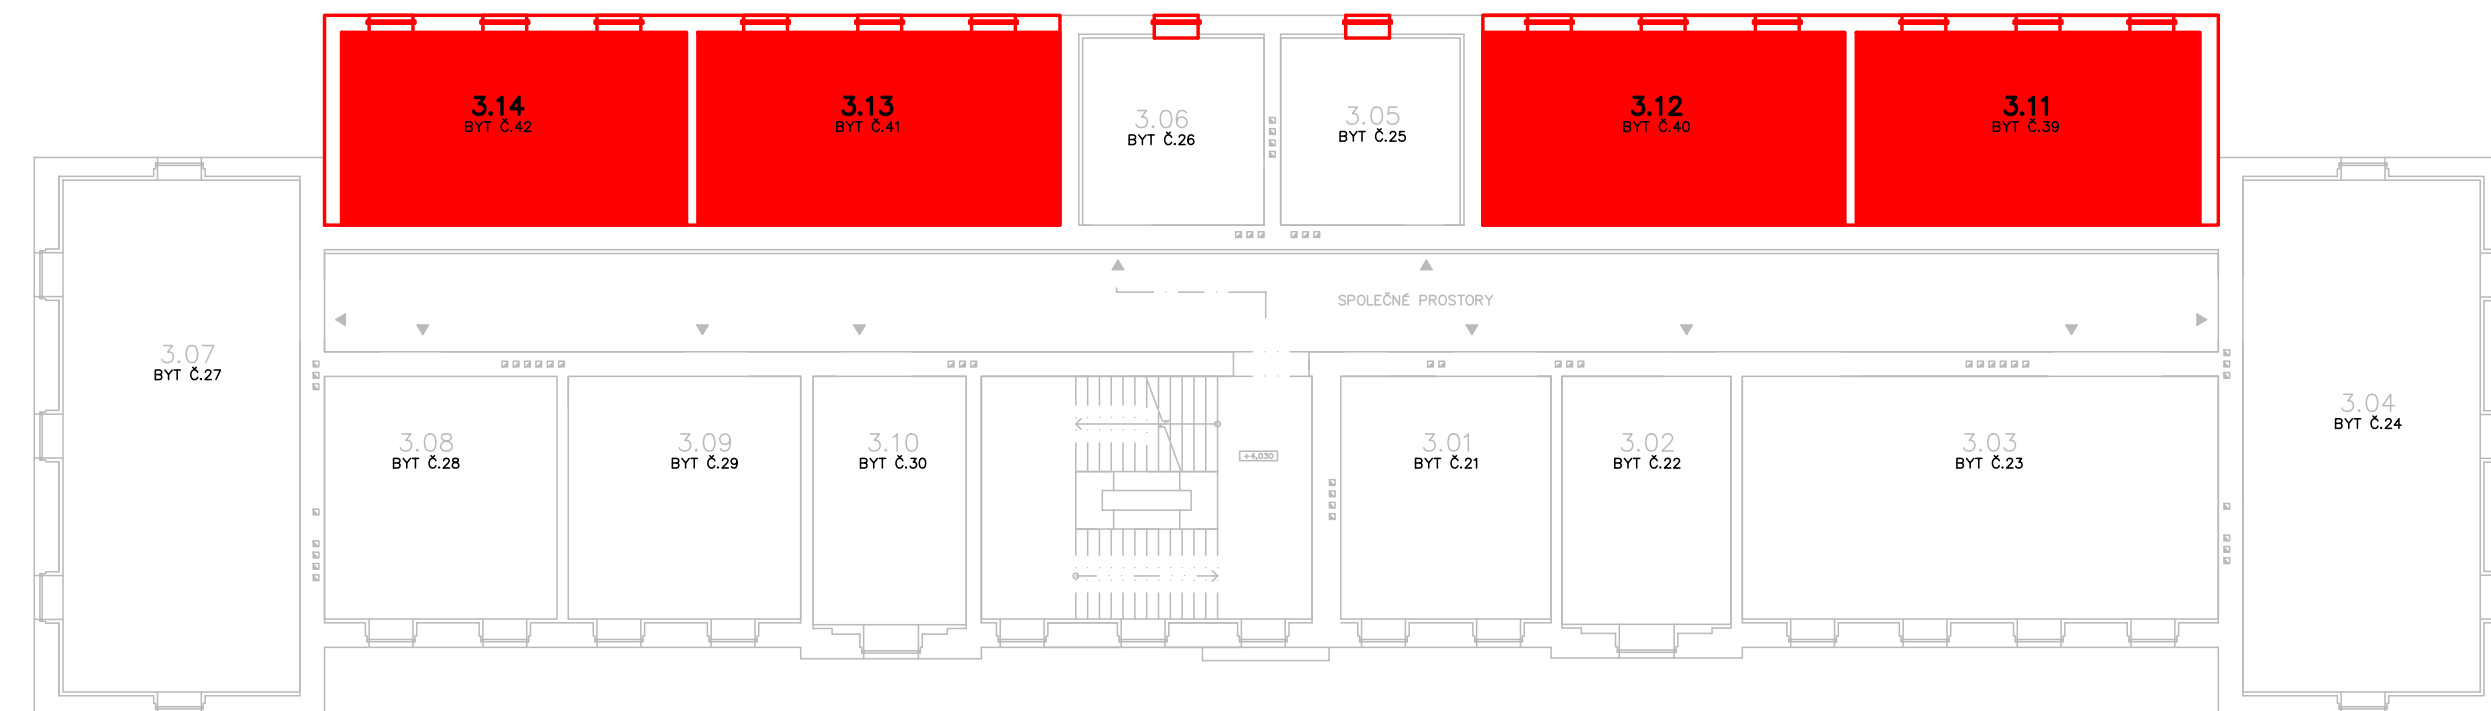 3.14
BYT Č.42
3.13
BYT Č.41
3.06
BYT Č.26
3.05
BYT Č.25
3.12
BYT Č.40
3.11
BYT Č.39
SPOLEČNÉ PROSTORY
3.07
BYT Č.27
3.08
BYT Č.28
3.09
BYT Č.29
3.10
BYT Č.30
+4,030
3.01
BYT Č.21
3.02
BYT Č.22
3.03
BYT Č.23
3.04
BYT Č.24